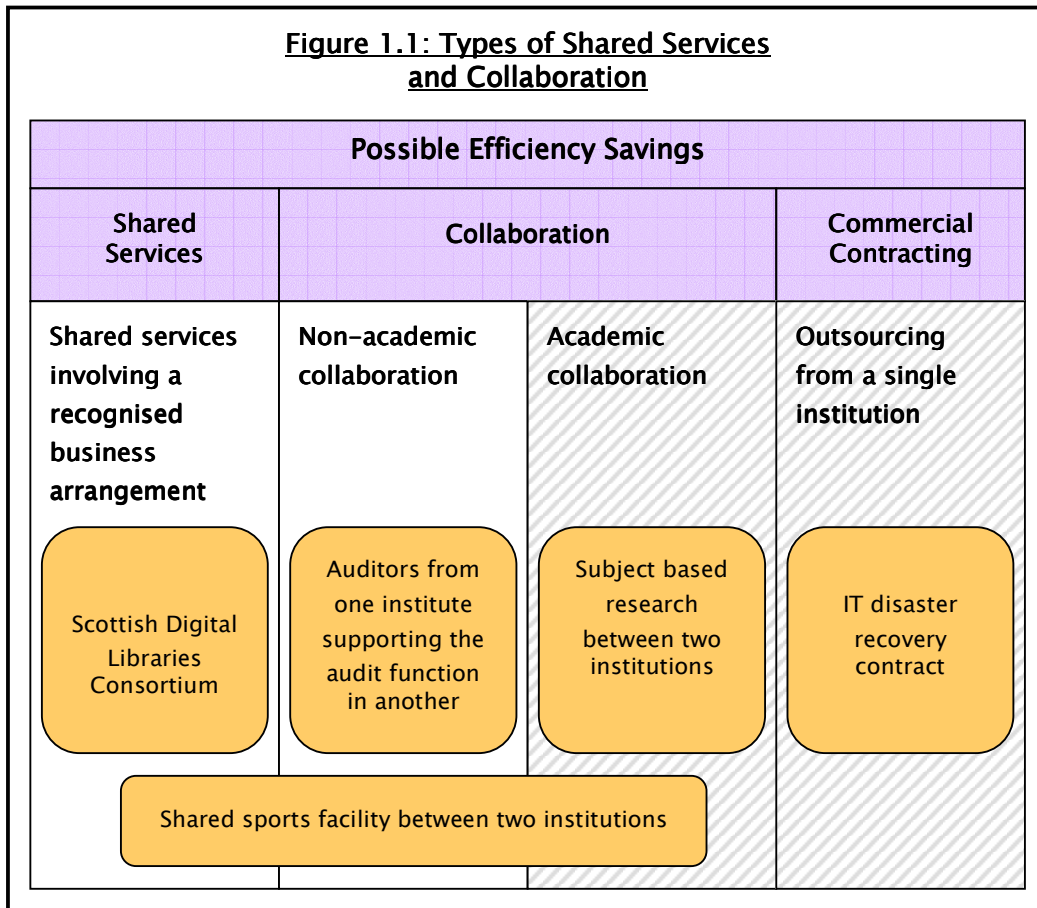 Figure 1.1: Types of Shared Services
and Collaboration
Possible Efficiency Savings
Shared
Services
Collaboration
Commercial
Contracting
Shared services
involving a
recognised
business
arrangement
Non-academic
collaboration
Academic
collaboration
Outsourcing
from a single
institution
Scottish Digital
Libraries
Consortium
Auditors from
one institute
supporting the
audit function
in another
Subject based
research
between two
institutions
IT disaster
recovery
contract
Shared sports facility between two institutions